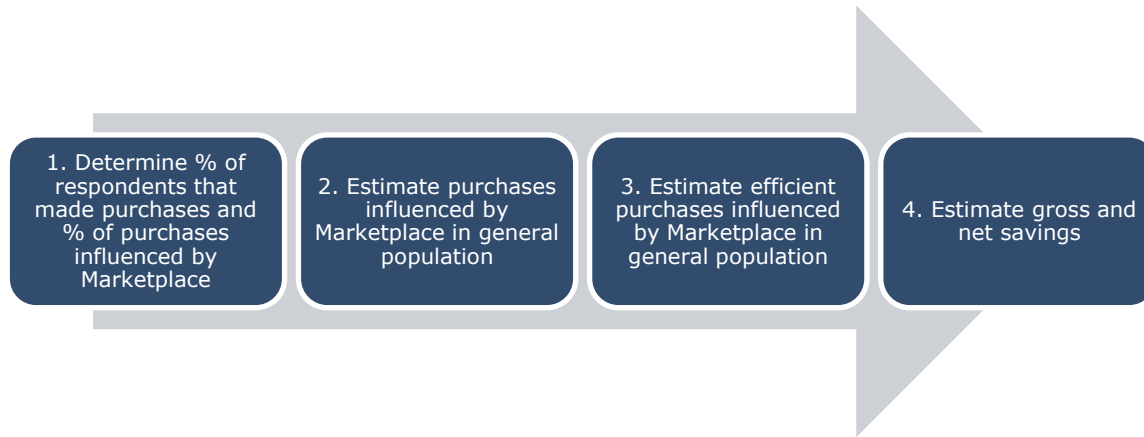 1. Determine % of
respondents that
made purchases and
% of purchases
influenced by
Marketplace
2. Estimate purchases
influenced by
Marketplace in general
population
3. Estimate efficient
purchases influenced
by Marketplace in
general population
4. Estimate gross and
net savings